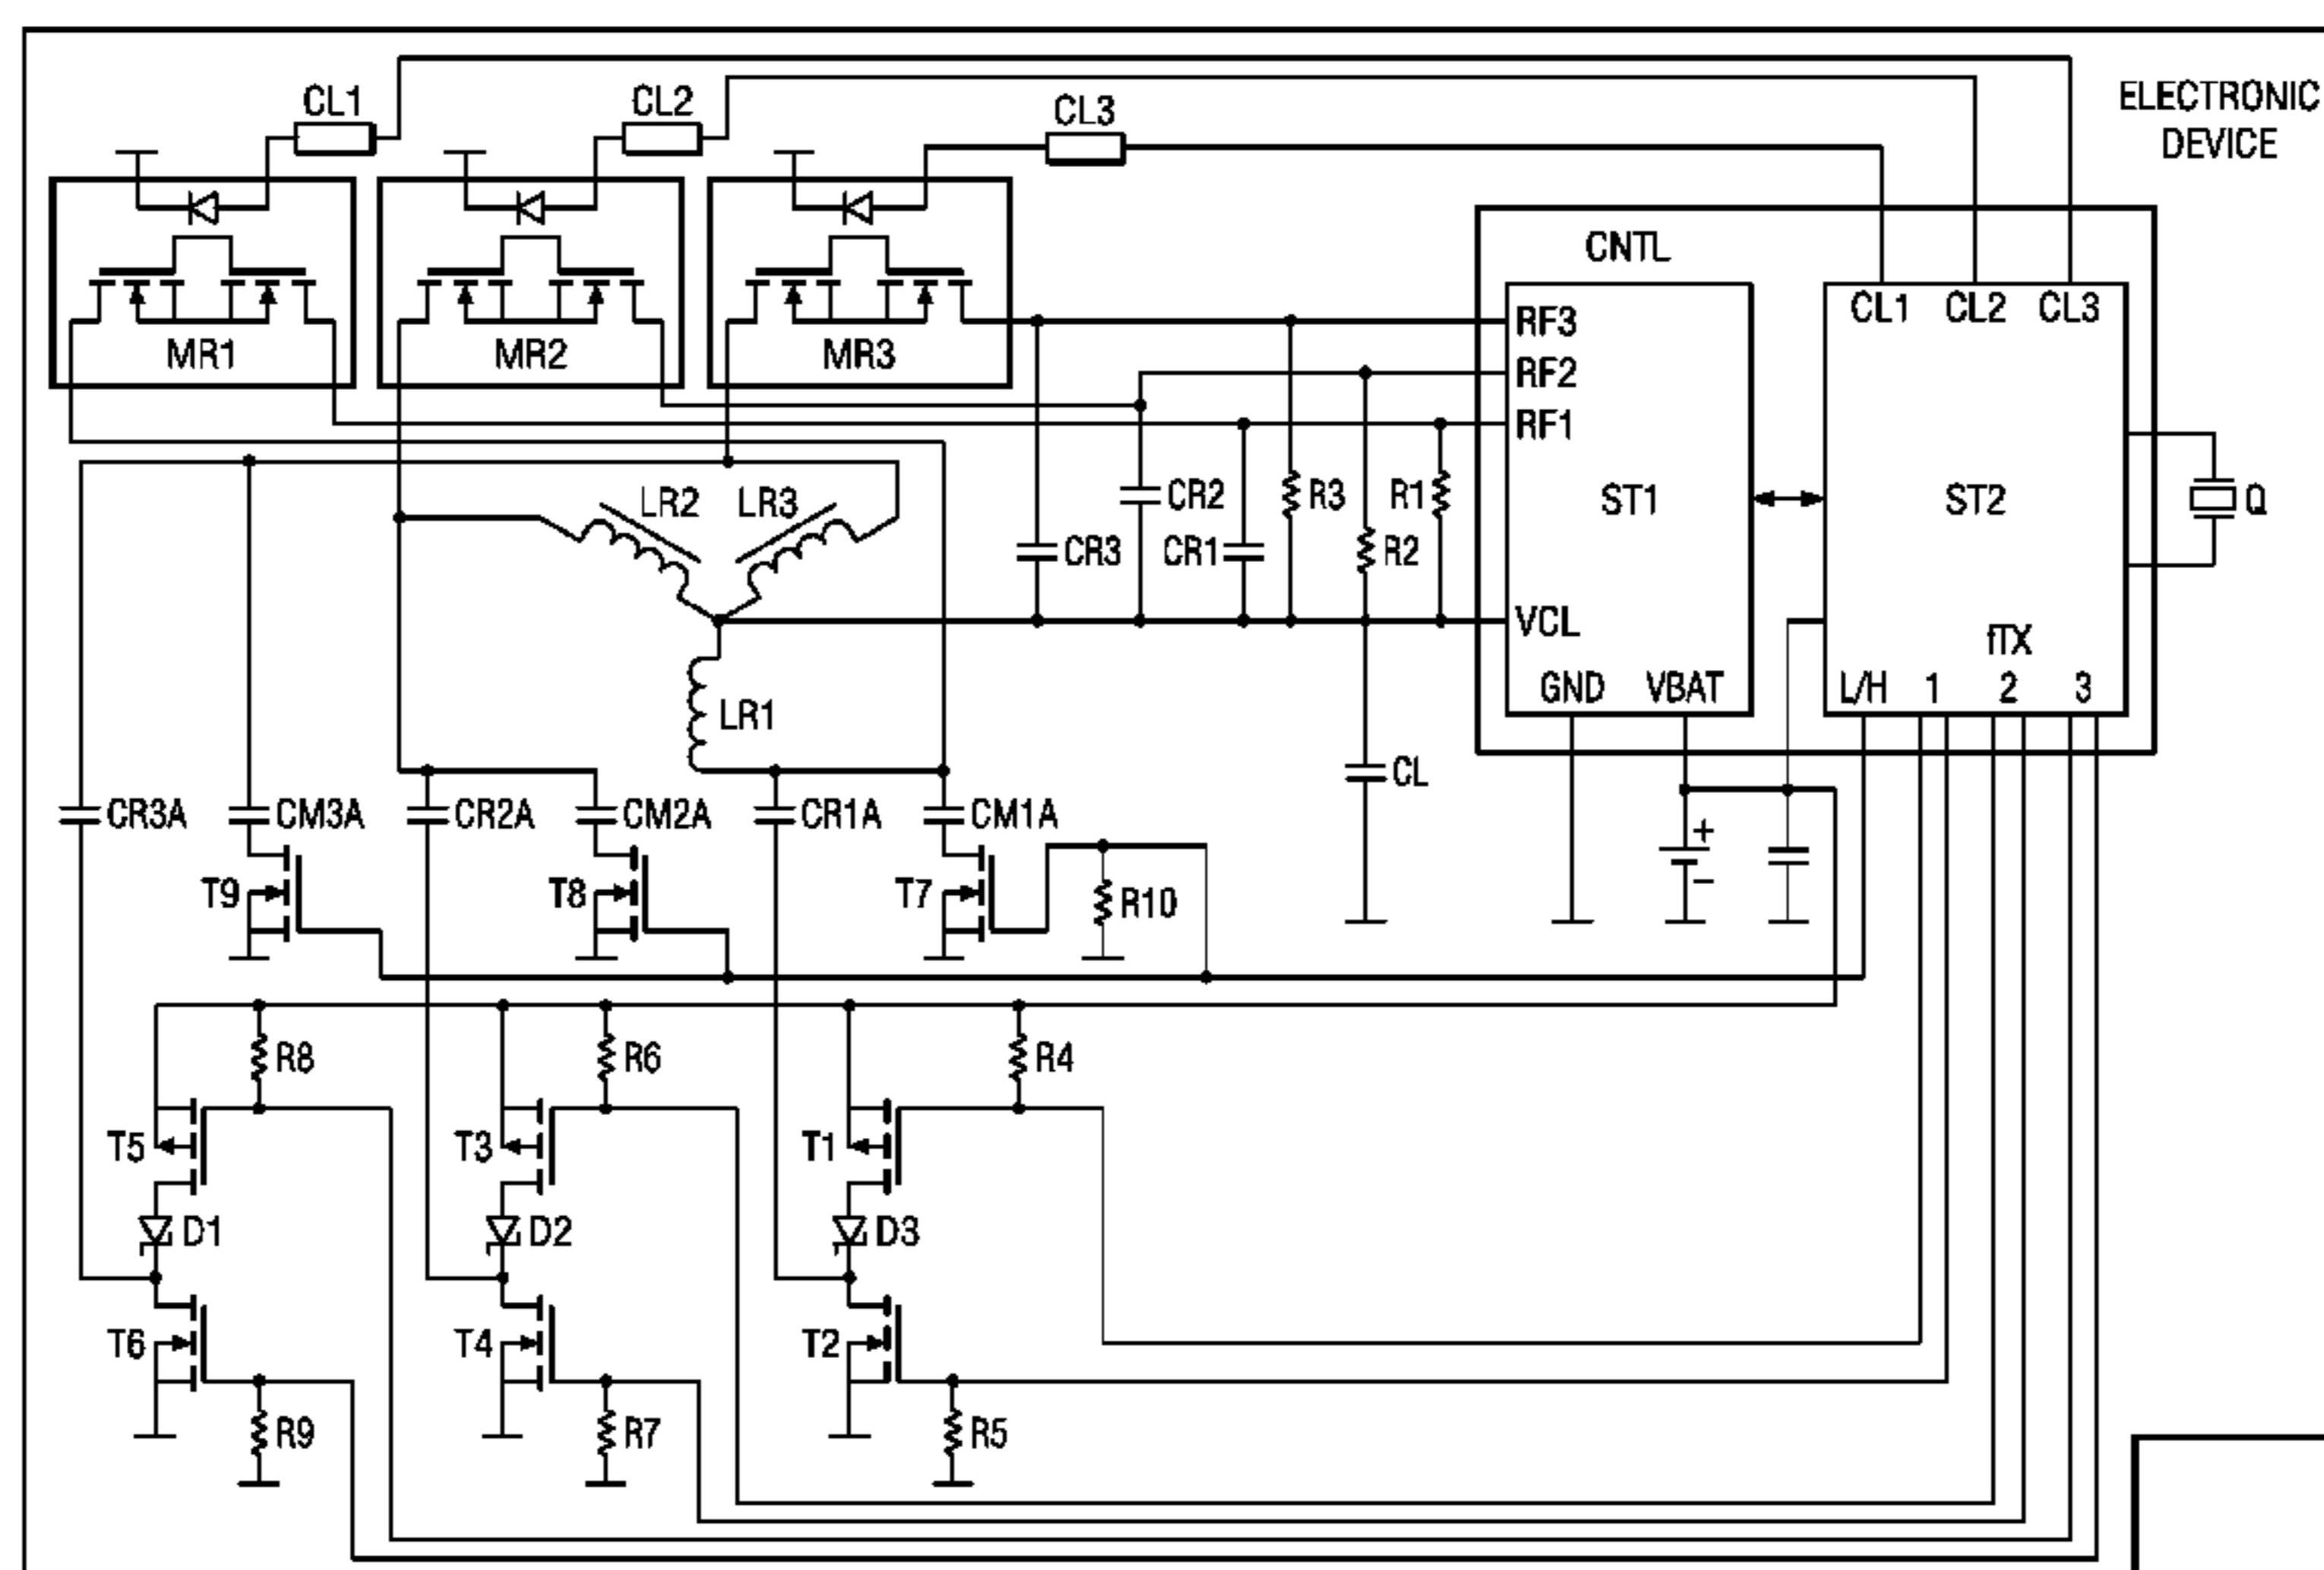 CL1
CL2
CL3
ELECTRONIC
DEVICE
CNTL
CL1 CL2 CL3
MR1
MR2
MR3
RF3
RF2
RF1
LR2 LR3
CR2
R3
R1
ST1
ST2
Q
CR3
CR1
R2
VCL
fTX
GND VBAT
L/H 1 2 3
LR1
CL
CR3A
CM3A
CR2A
CM2A
CR1A
CM1A
+
−
T9
T8
T7
R10
R8
R6
R4
T5
T3
T1
D1
D2
D3
T6
T4
T2
R9
R7
R5